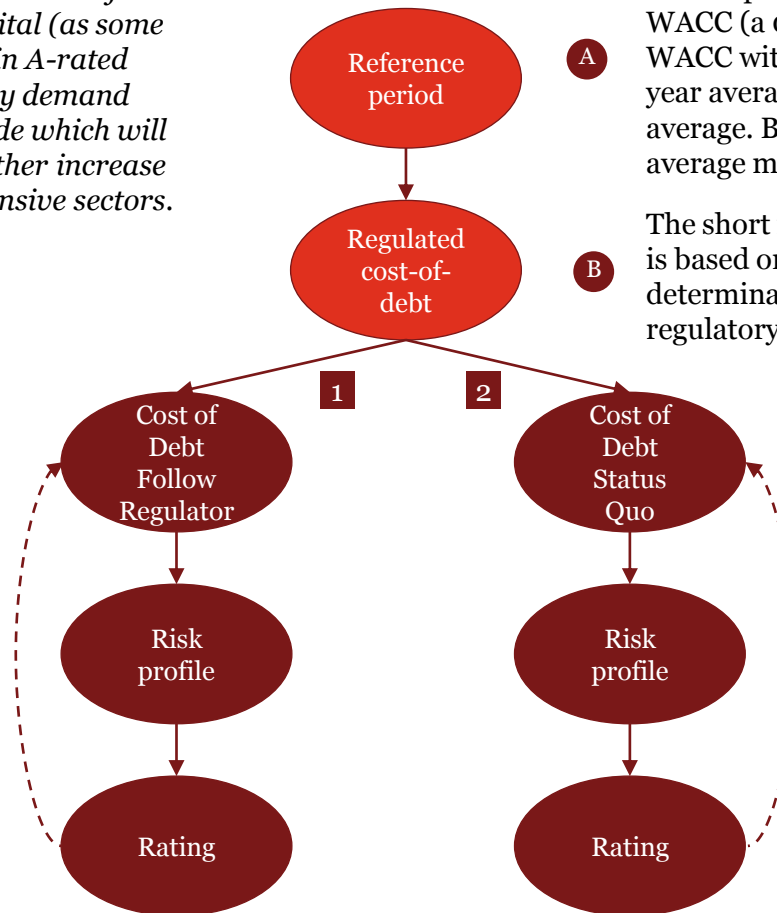 ital (as some
in A-rated
y demand
de which will
ther increase
nsive sectors.
Reference
period
A
WACC (a
WACC wit
year avera
average. B
average m
Regulated
cost-of-
debt
B
The short
is based or
determina
regulatory
1
2
Cost of
Debt
Follow
Regulator
Cost of
Debt
Status
Quo
Risk
profile
Risk
profile
Rating
Rating